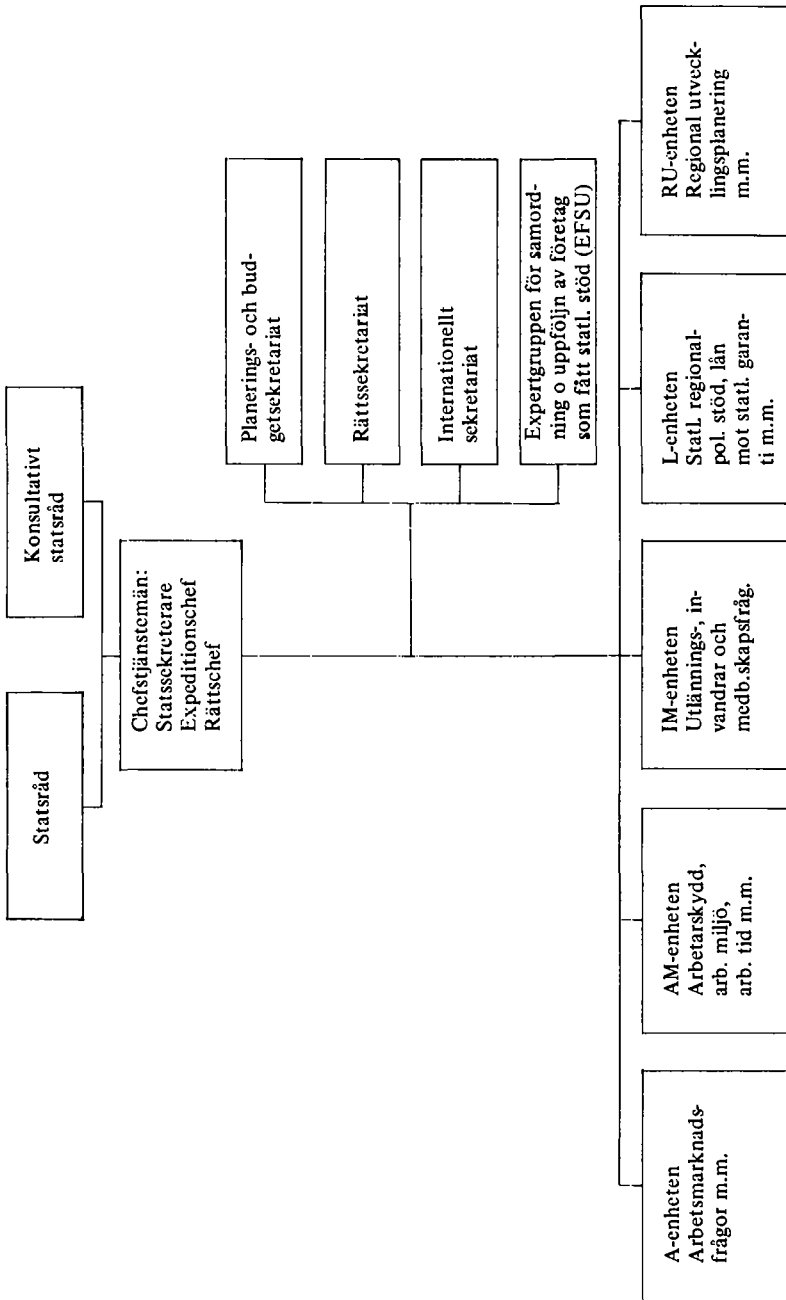 Statsråd
Konsultativt
statsråd
Chefstjänstemän:
Statssekreterare
Expeditionschef
Rättschef
Planerings- och bud-
getsekretariat
Rättssekretariat
Internationellt
sekretariat
Expertgruppen för samord-
ning o uppföljn av företag
som fått statl. stöd (EFSU)
A-enheten
Arbetsmarknads-
frågor m.m.
AM-enheten
Arbetarskydd,
arb. miljö,
arb. tid m.m.
IM-enheten
Utlännings-, in-
vandrar och
medb.skapsfråg.
L-enheten
Statl. regional-
pol. stöd, lån
mot statl. garan-
ti m.m.
RU-enheten
Regional utveck-
lingsplanering
m.m.